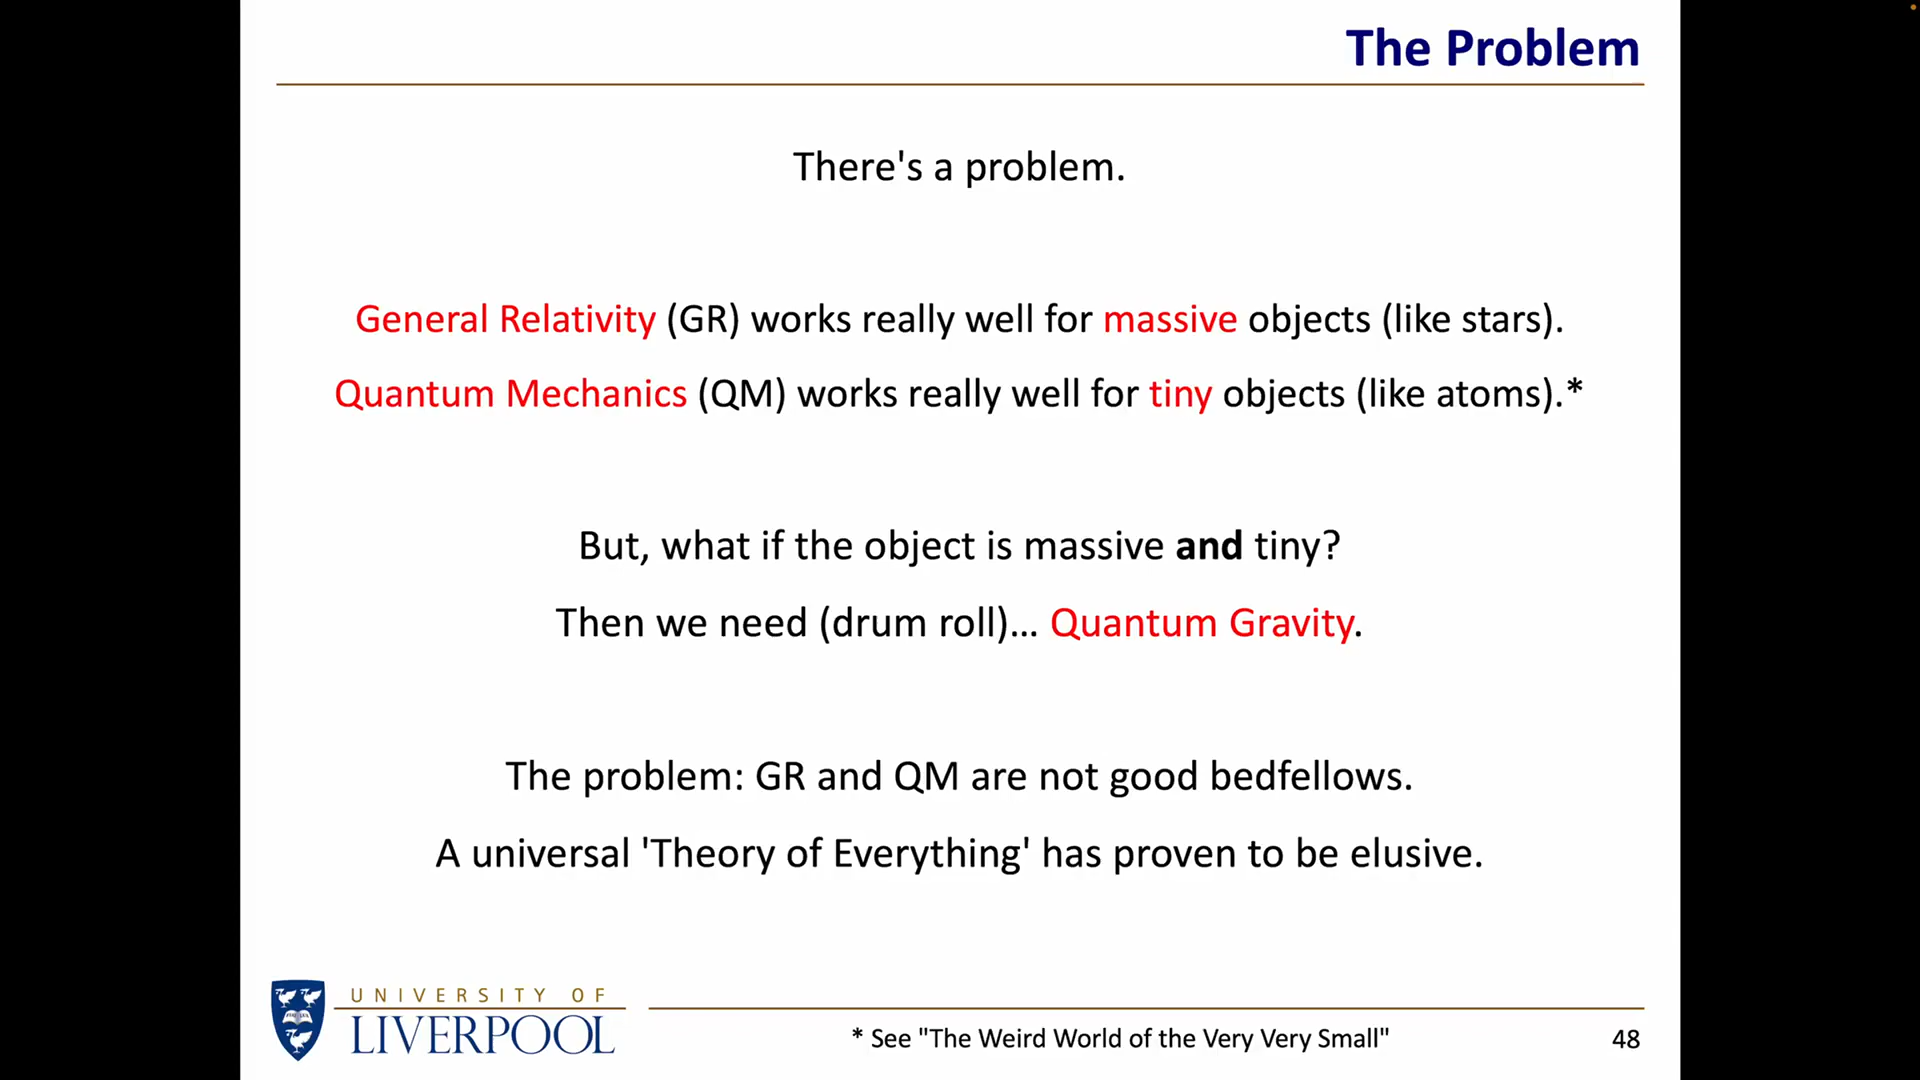 The Problem
There's a problem.
General Relativity (GR) works really well for massive objects (like stars).
Quantum Mechanics (QM) works really well for tiny objects (like atoms).*
But, what if the object is massive and tiny?
Then we need (drum roll)... Quantum Gravity.
The problem: GR and QM are not good bedfellows.
A universal 'Theory of Everything' has proven to be elusive.
UNIVERSITY OF
LIVERPOOL
* See "The Weird World of the Very Very Small"
48